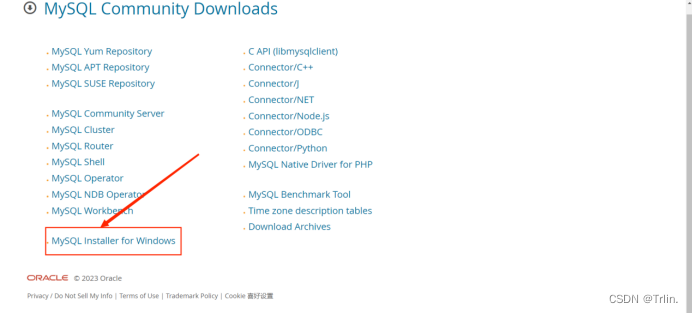 MySQL Community Downloads
MySQL Yum Repository
MySQL APT Repository
MySQL SUSE Repository
MySQL Community Server
MySQL Cluster
MySQL Router
MySQL Shell
MySQL Operator
MySQL NDB Operator
MySQL Workbench
MySQL Installer for Windows
C API (libmysqlclient)
Connector/C++
Connector/J
Connector/NET
Connector/Node.js
Connector/ODBC
Connector/Python
MySQL Native Driver for PHP
MySQL Benchmark Tool
Time zone description tables
Download Archives
ORACLE © 2023 Oracle
Privacy / Do Not Sell My Info | Terms of Use | Trademark Policy | Cookie 喜好设置
CSDN @Trlin.